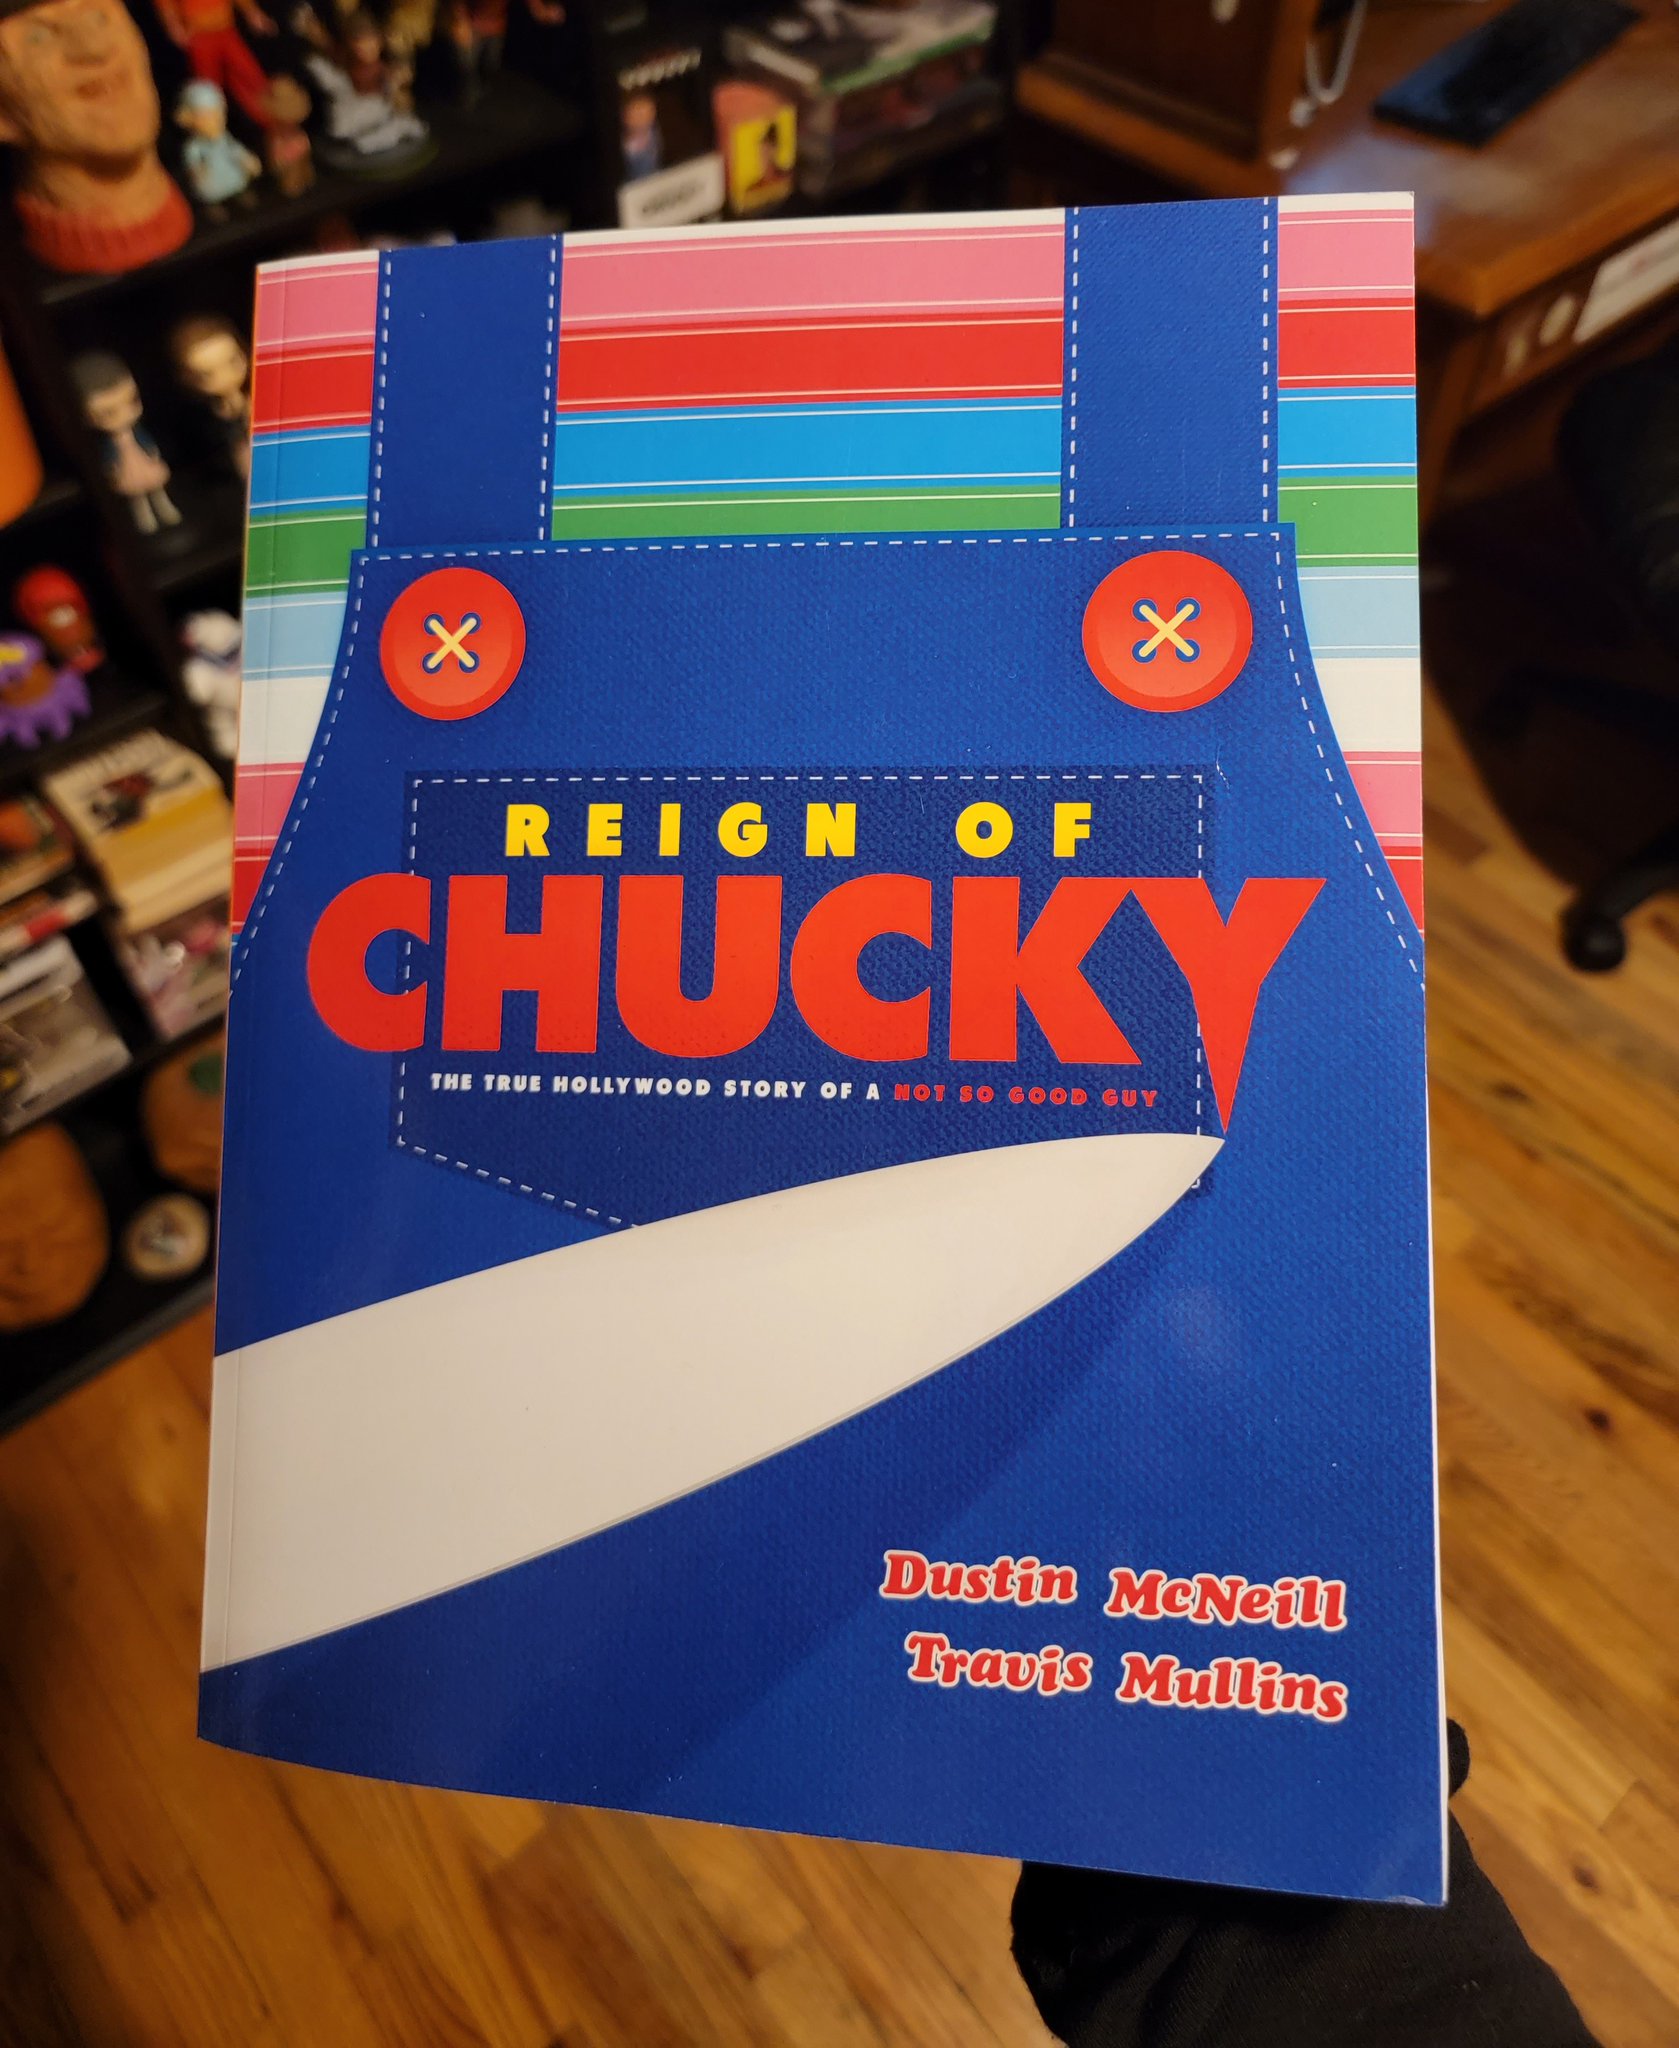 REIGN OF
CHUCKY
THE TRUE HOLLYWOOD STORY OF A NOT SO GOOD GUY
Dustin McNeill
Travis Mullins